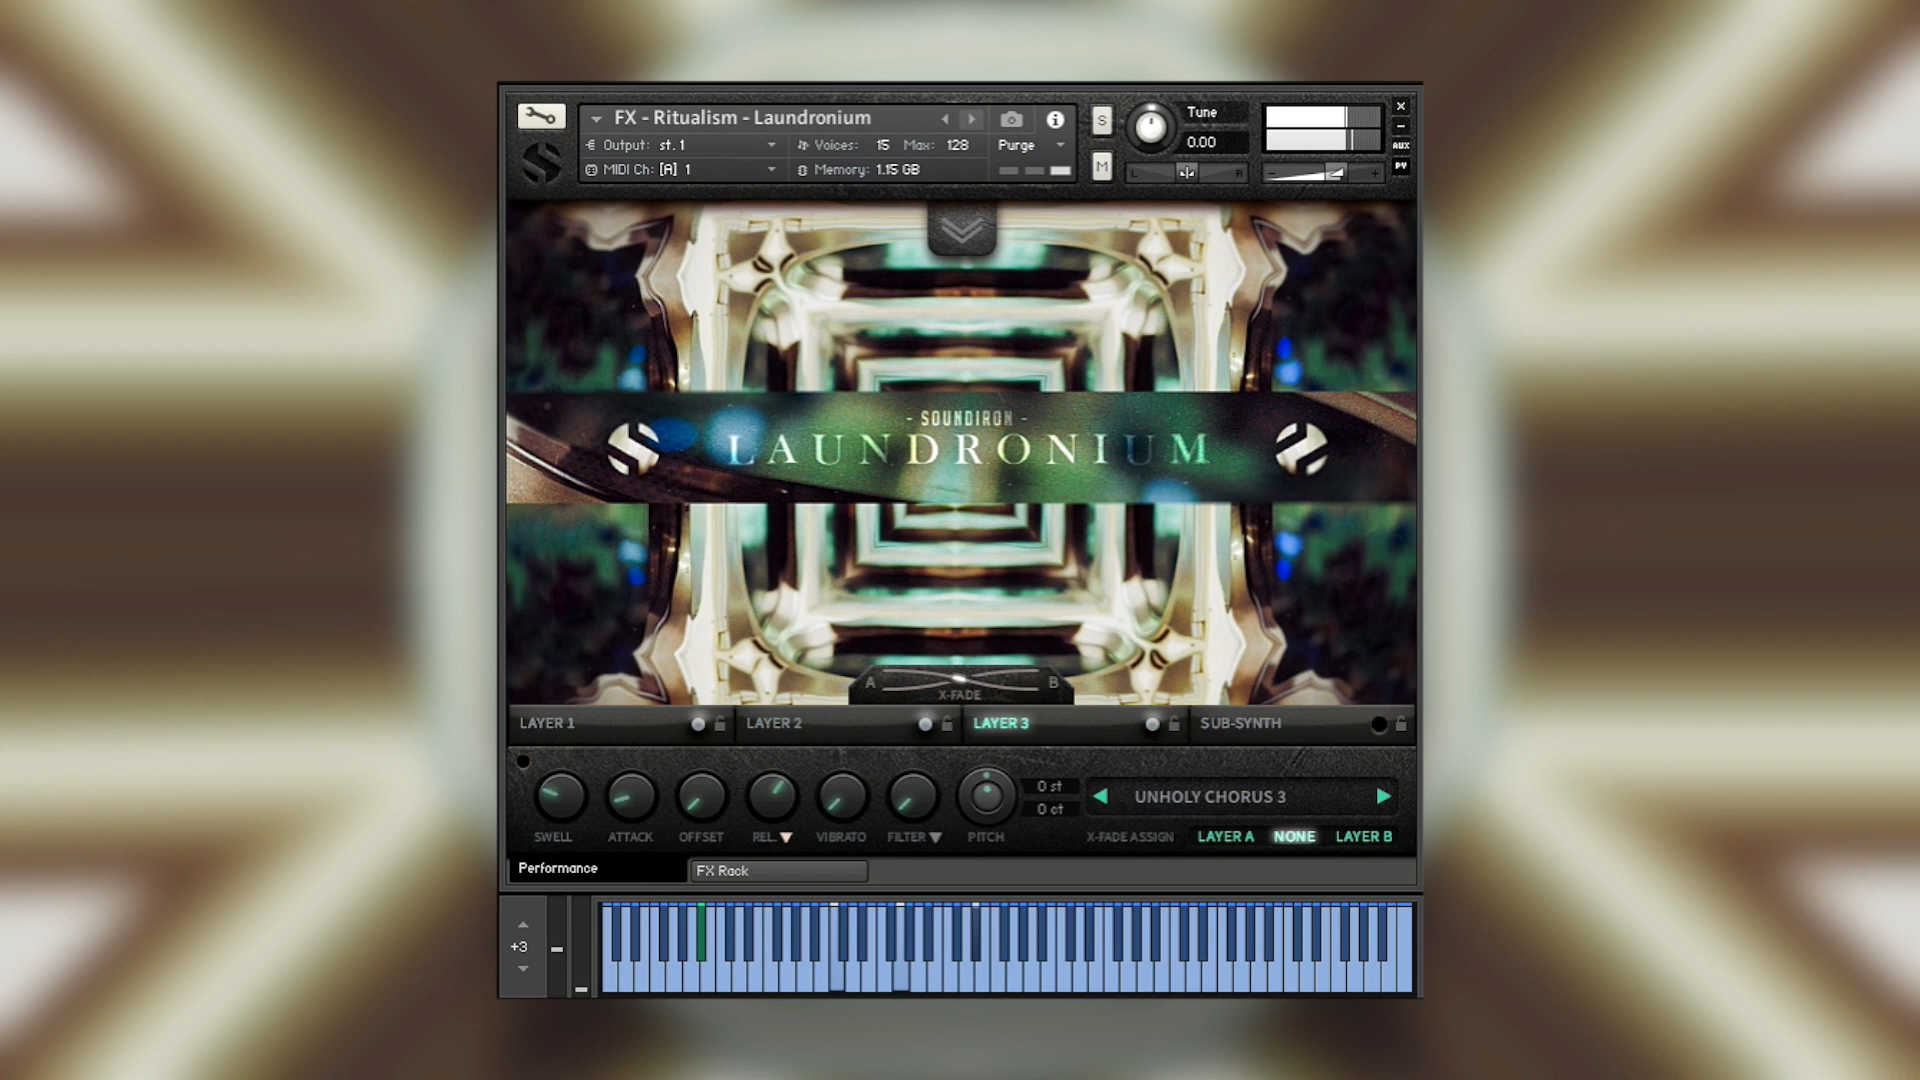 FX - Ritualism - Laundronium
Output: st. 1
Voices: 15 Max: 128
Purge
MIDI Ch: [A] 1
Memory: 1.15 GB
S
M
Tune
0.00
L R
- +
×
-
AUX
PV
- SOUNDIRON -
LAUNDRONIUM
A B
X-FADE
LAYER 1
LAYER 2
LAYER 3
SUB-SYNTH
0 st
0 ct
UNHOLY CHORUS 3
SWELL
ATTACK
OFFSET
REL.
VIBRATO
FILTER
PITCH
X-FADE ASSIGN
LAYER A
NONE
LAYER B
Performance
FX Rack
+3